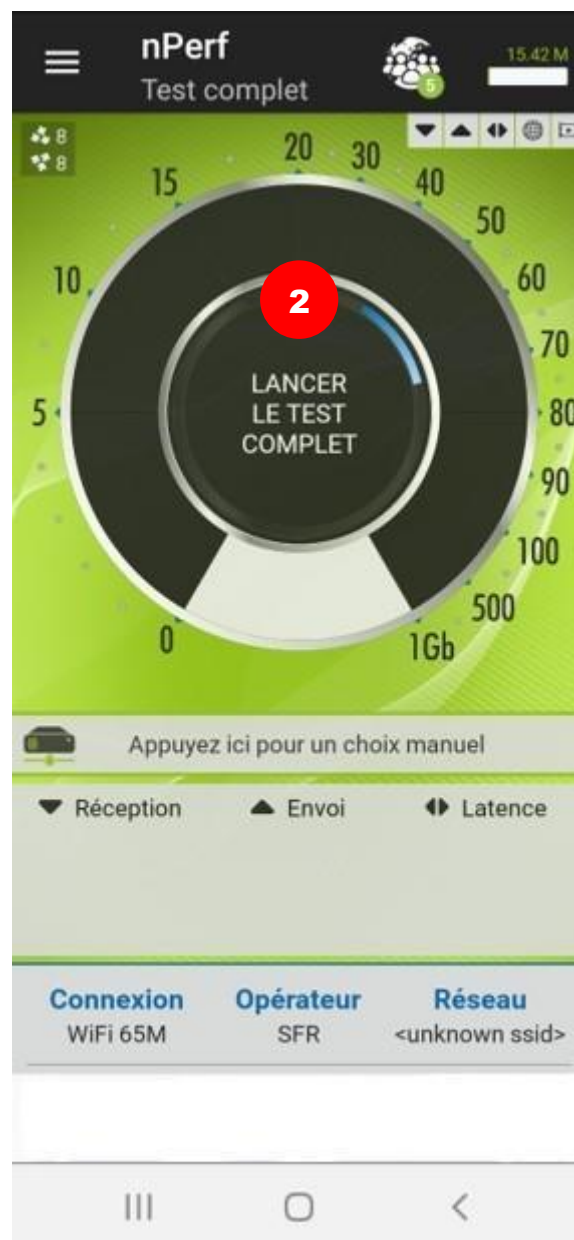 nPerf
Test complet
5
15.42 M
8
8
0
5
10
15
20
30
40
50
60
70
80
90
100
500
1Gb
2
LANCER
LE TEST
COMPLET
Appuyez ici pour un choix manuel
Réception
Envoi
Latence
Connexion
Opérateur
Réseau
WiFi 65M
SFR
<unknown ssid>